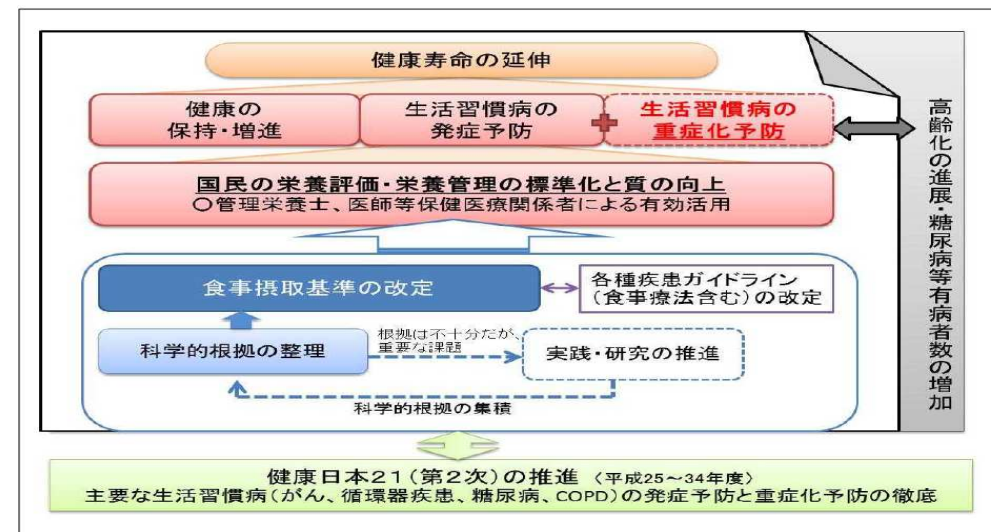 健康寿命の延伸
健康の
保持・増進
生活習慣病の
発症予防
生活習慣病の
重症化予防
国民の栄養評価・栄養管理の標準化と質の向上
○管理栄養士、医師等保健医療関係者による有効活用
食事摂取基準の改定
各種疾患ガイドライン
(食事療法含む)の改定
科学的根拠の整理
根拠は不十分だが、
重要な課題
実践・研究の推進
科学的根拠の集積
高齢化の進展・糖尿病等有病者数の増加
健康日本21(第2次)の推進 〈平成25~34年度〉
主要な生活習慣病(がん、循環器疾患、糖尿病、COPD)の発症予防と重症化予防の徹底